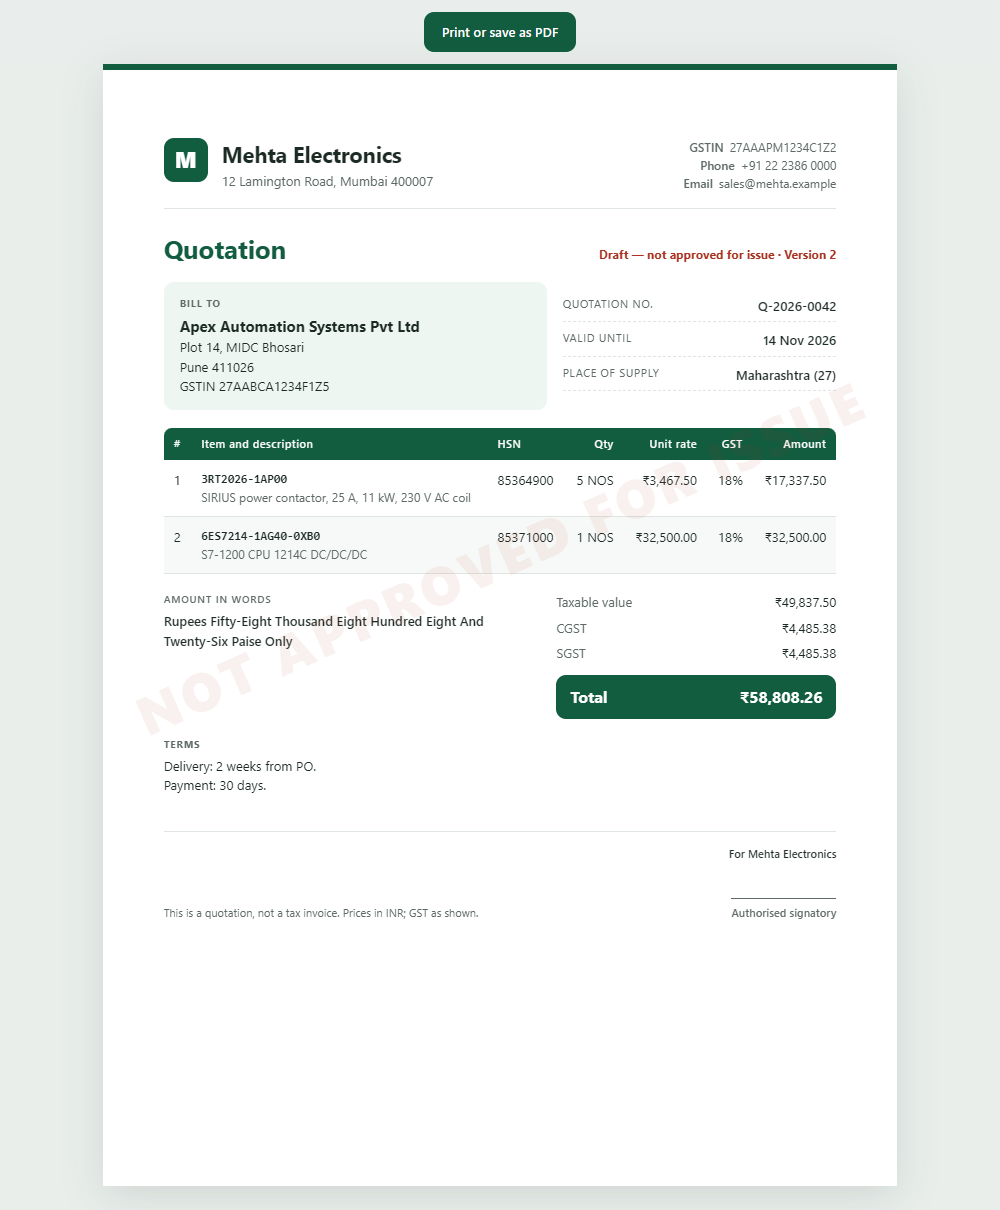 Print or save as PDF
M
Mehta Electronics
12 Lamington Road, Mumbai 400007
GSTIN 27AAAPM1234C1Z2
Phone +91 22 2386 0000
Email sales@mehta.example
Quotation
Draft — not approved for issue · Version 2
BILL TO
Apex Automation Systems Pvt Ltd
Plot 14, MIDC Bhosari
Pune 411026
GSTIN 27AABCA1234F1Z5
QUOTATION NO. Q-2026-0042
VALID UNTIL 14 Nov 2026
PLACE OF SUPPLY Maharashtra (27)
# Item and description HSN Qty Unit rate GST Amount
1 3RT2026-1AP00 85364900 5 NOS ₹3,467.50 18% ₹17,337.50
SIRIUS power contactor, 25 A, 11 kW, 230 V AC coil
2 6ES7214-1AG40-0XB0 85371000 1 NOS ₹32,500.00 18% ₹32,500.00
S7-1200 CPU 1214C DC/DC/DC
NOT APPROVED FOR ISSUE
AMOUNT IN WORDS
Rupees Fifty-Eight Thousand Eight Hundred Eight And
Twenty-Six Paise Only
Taxable value ₹49,837.50
CGST ₹4,485.38
SGST ₹4,485.38
Total ₹58,808.26
TERMS
Delivery: 2 weeks from PO.
Payment: 30 days.
For Mehta Electronics
This is a quotation, not a tax invoice. Prices in INR; GST as shown.
Authorised signatory